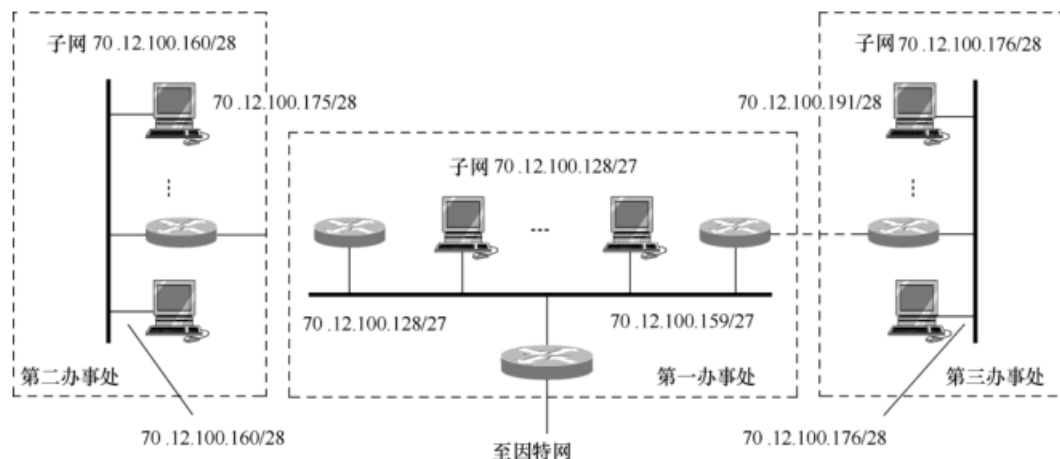 子网 70 .12.100.160/28
70 .12.100.175/28
子网 70 .12.100.176/28
70 .12.100.191/28
子网 70 .12.100.128/27
70 .12.100.128/27
70 .12.100.159/27
第二办事处
第一办事处
第三办事处
70 .12.100.160/28
至因特网
70 .12.100.176/28